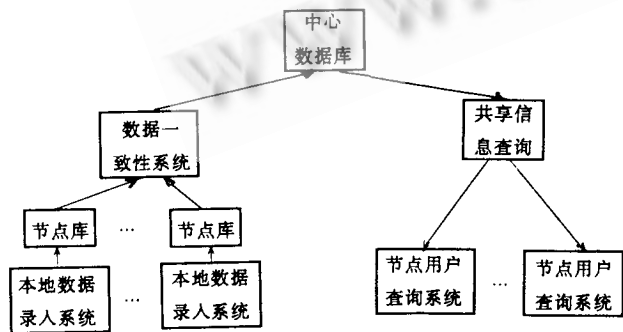 中心
数据库
数据一
致性系统
共享信
息查询
节点库
…
节点库
本地数据
录入系统
…
本地数据
录入系统
节点用户
查询系统
…
节点用户
查询系统